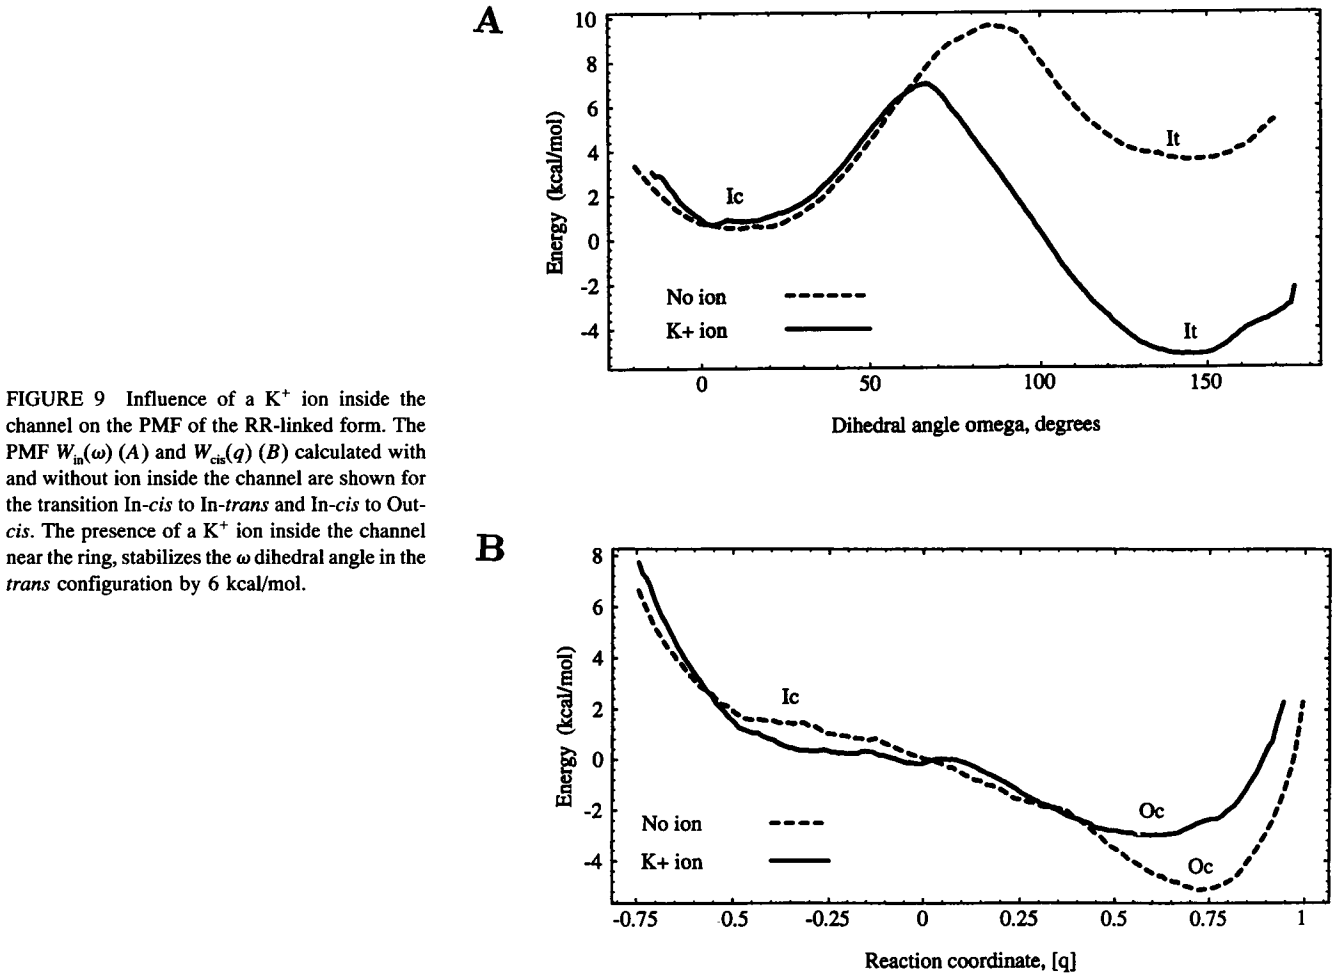 A
10
8
6
4
2
0
-2
-4
Energy (kcal/mol)
Ic
It
It
No ion
K+ ion
0
50
100
150
Dihedral angle omega, degrees
FIGURE 9 Influence of a K+ ion inside the
channel on the PMF of the RR-linked form. The
PMF Win(ω) (A) and Wcis(q) (B) calculated with
and without ion inside the channel are shown for
the transition In-cis to In-trans and In-cis to Out-
cis. The presence of a K+ ion inside the channel
near the ring, stabilizes the ω dihedral angle in the
trans configuration by 6 kcal/mol.
B
8
6
4
2
0
-2
-4
Energy (kcal/mol)
Ic
Oc
Oc
No ion
K+ ion
-0.75
-0.5
-0.25
0
0.25
0.5
0.75
1
Reaction coordinate, [q]